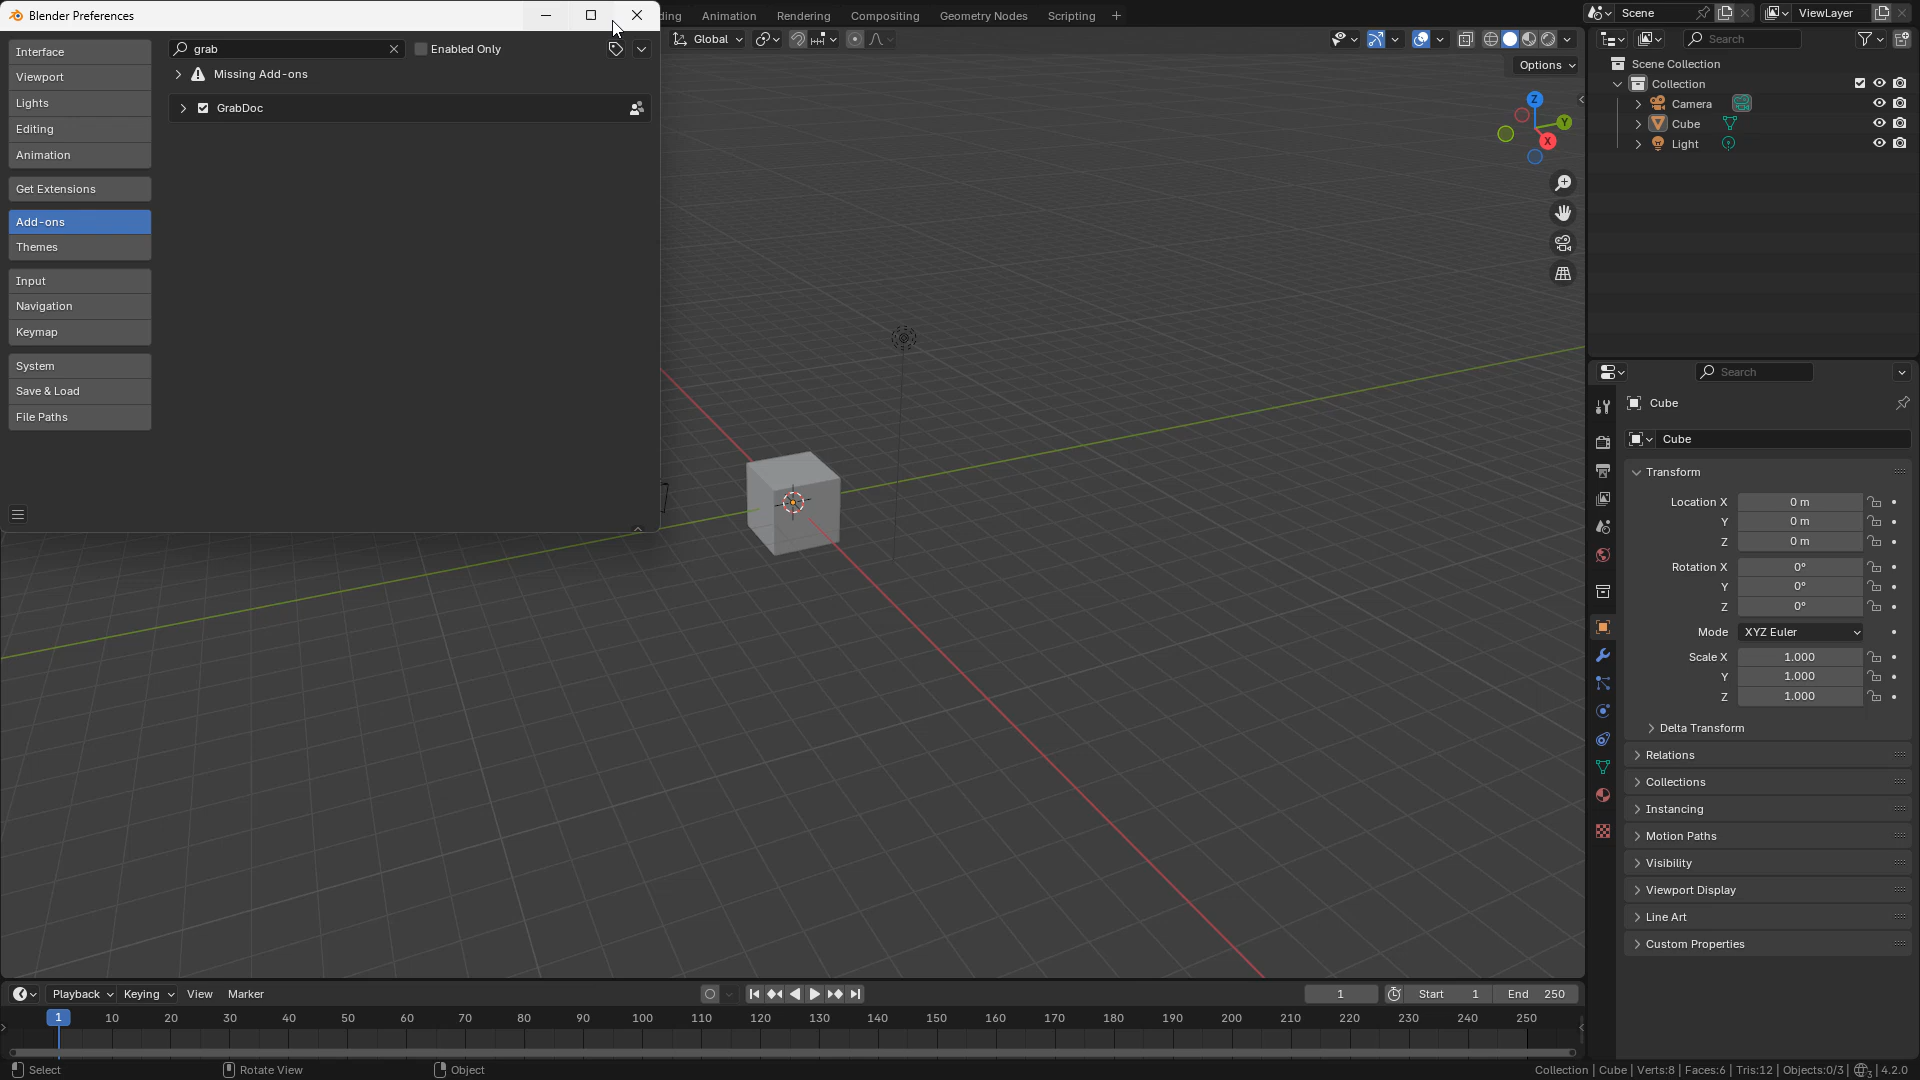 Blender Preferences
ding Animation Rendering Compositing Geometry Nodes Scripting
Scene ViewLayer
grab Enabled Only
Global
Search
Interface
Viewport
Lights
Editing
Animation
Get Extensions
Add-ons
Themes
Input
Navigation
Keymap
System
Save & Load
File Paths
Missing Add-ons
GrabDoc
Options
Z
Y
X
Scene Collection
Collection
Camera
Cube
Light
Search
Cube
Cube
Transform
Location X 0 m
Y 0 m
Z 0 m
Rotation X 0°
Y 0°
Z 0°
Mode XYZ Euler
Scale X 1.000
Y 1.000
Z 1.000
Delta Transform
Relations
Collections
Instancing
Motion Paths
Visibility
Viewport Display
Line Art
Custom Properties
Playback Keying View Marker 1 Start 1 End 250
1 10 20 30 40 50 60 70 80 90 100 110 120 130 140 150 160 170 180 190 200 210 220 230 240 250
Select Rotate View Object Collection | Cube | Verts:8 | Faces:6 | Tris:12 | Objects:0/3 | 3 4.2.0